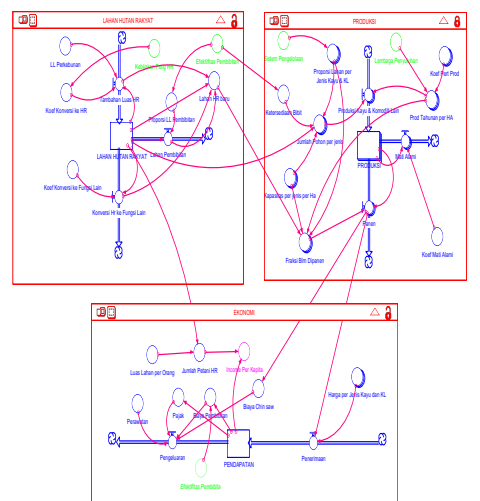 LAHAN HUTAN RAKYAT
LL Perkebunan
Efektifitas Pembibitan
Koef Konversi ke HR
Tambahan Luas HR
Lahan HR baru
Proporsi LL Pembibitan
LAHAN HUTAN RAKYAT
Lahan Pembibitan
Koef Konversi ke Fungsi Lain
Konversi Hr ke Fungsi Lain
PRODUKSI
Proporsi Lahan per
Jenis Kayu & KL
Lembaga Penyuluhan
Koef Pert Prod
Ketersediaan Bibit
Produksi Kayu & Komoditi Lain
Prod Tahunan per HA
Jumlah Pohon per jenis
PRODUKSI
Mati Alami
Kapasitas per jenis per Ha
Panen
Fraksi Blm Dipanen
Koef Mati Alami
EKONOMI
Luas Lahan per Orang
Jumlah Petani HR
Income Per Kapita
Biaya Chin saw
Harga per Jenis Kayu dan KL
Perawatan
Pajak
Biaya Pembibitan
Pengeluaran
PENDAPATAN
Penerimaan
Efektifitas Pembibitan